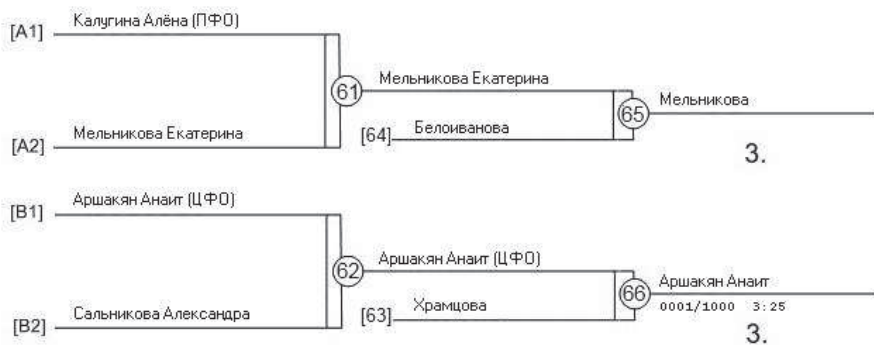 [A1] Калугина Алёна (ПФО)
61 Мельникова Екатерина
65 Мельникова
[A2] Мельникова Екатерина
[64] Белоиванова
3.
[B1] Аршакян Анаит (ЦФО)
62 Аршакян Анаит (ЦФО)
66 Аршакян Анаит
0001/1000 3:25
[B2] Сальникова Александра
[63] Храмцова
3.